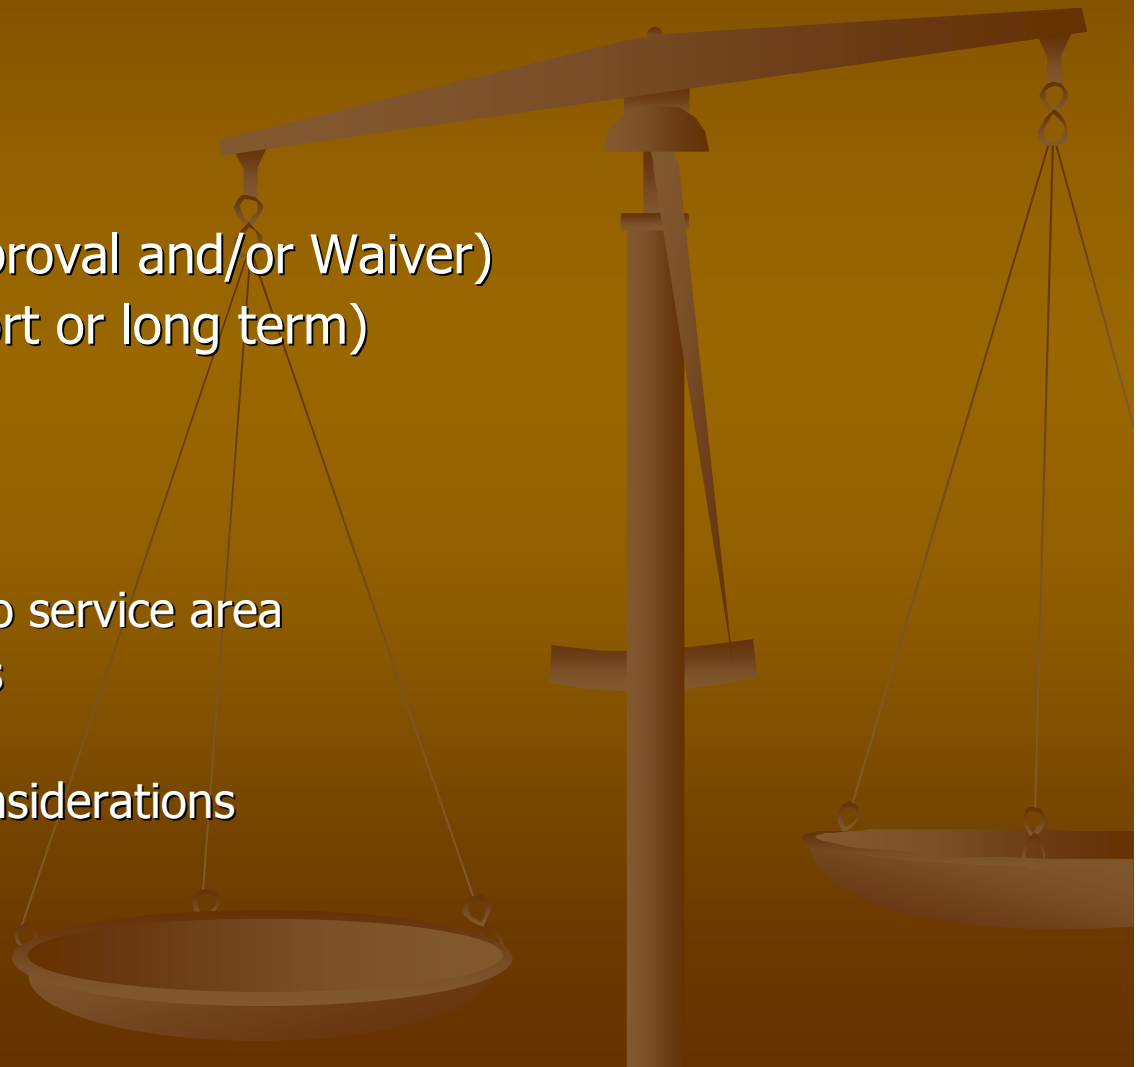 proval and/or Waiver)
ort or long term)
o service area
s
nsiderations